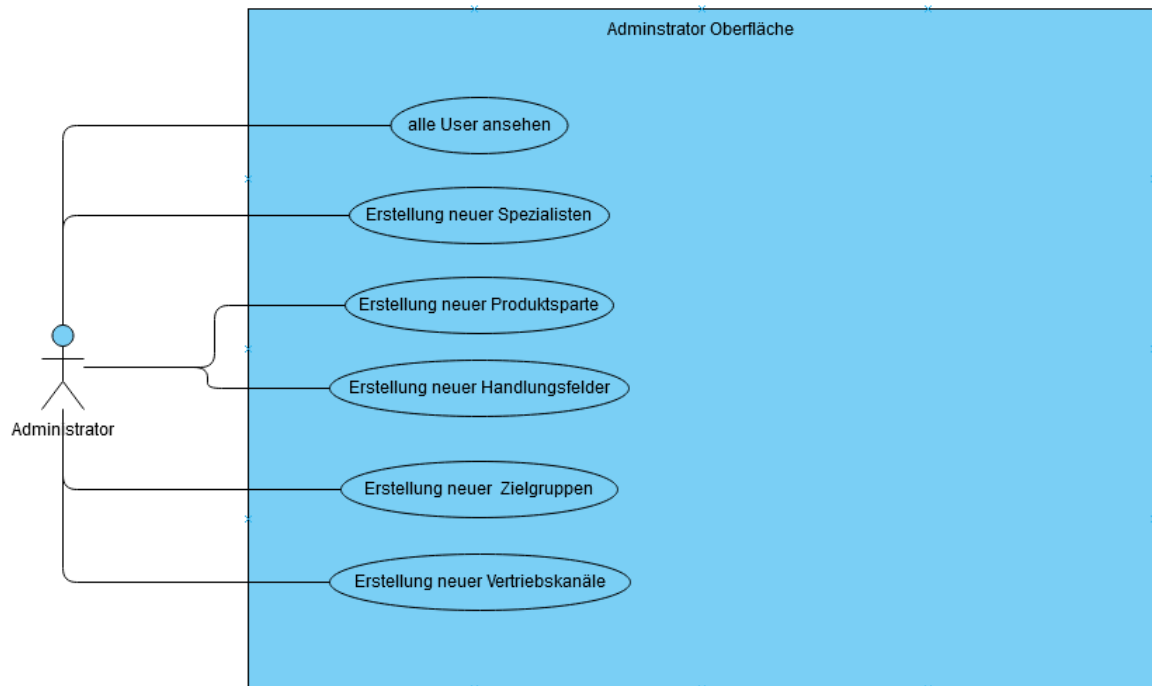 Adminstrator Oberfläche
alle User ansehen
Erstellung neuer Spezialisten
Erstellung neuer Produktsparte
Erstellung neuer Handlungsfelder
Administrator
Erstellung neuer  Zielgruppen
Erstellung neuer Vertriebskanäle